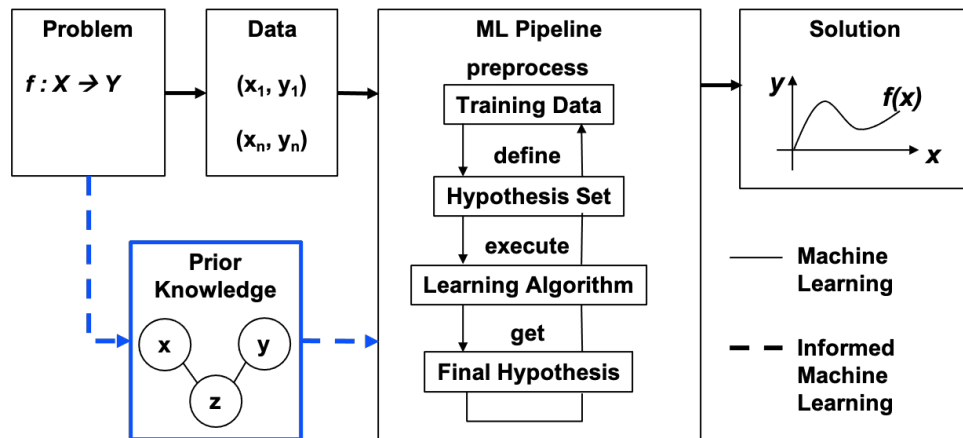 Problem
f : X → Y
Data
(x₁, y₁)
(xₙ, yₙ)
ML Pipeline
preprocess
Training Data
define
Hypothesis Set
execute
Learning Algorithm
get
Final Hypothesis
Solution
y
f(x)
x
Prior
Knowledge
x
y
z
Machine
Learning
Informed
Machine
Learning